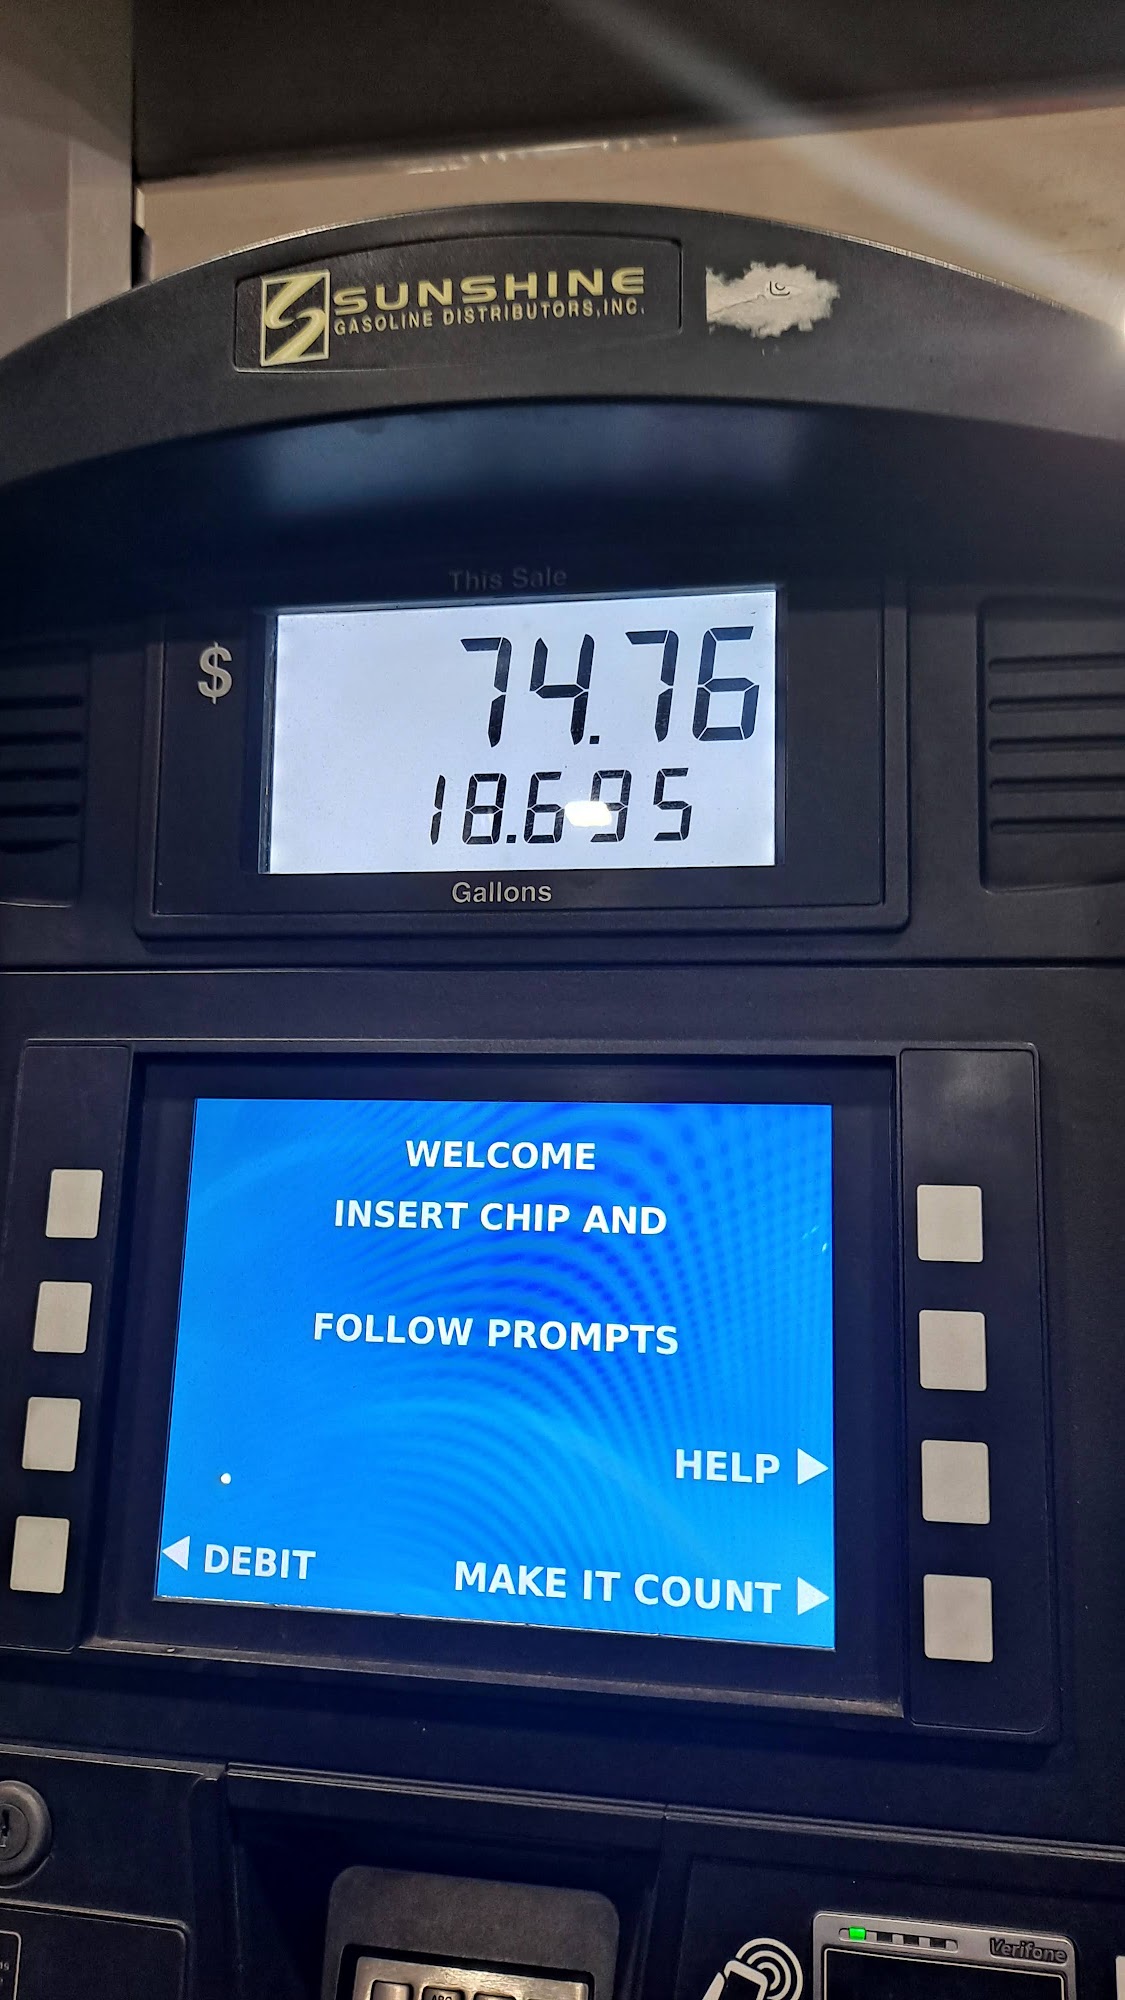 SUNSHINE
GASOLINE DISTRIBUTORS, INC.
This Sale
$ 74.76
18.695
Gallons
WELCOME
INSERT CHIP AND
FOLLOW PROMPTS
HELP
DEBIT MAKE IT COUNT
Verifone